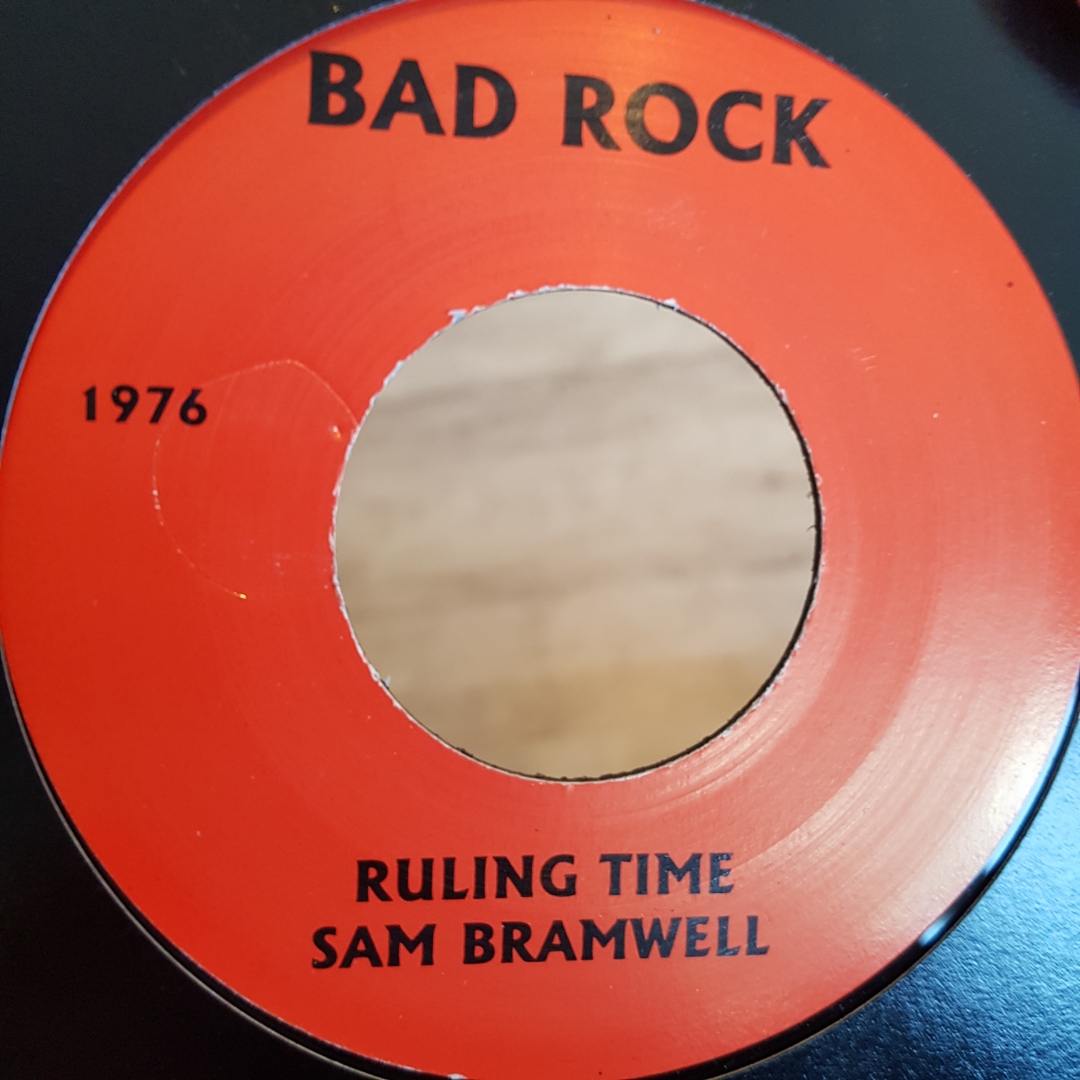 BAD ROCK
1976
RULING TIME
SAM BRAMWELL